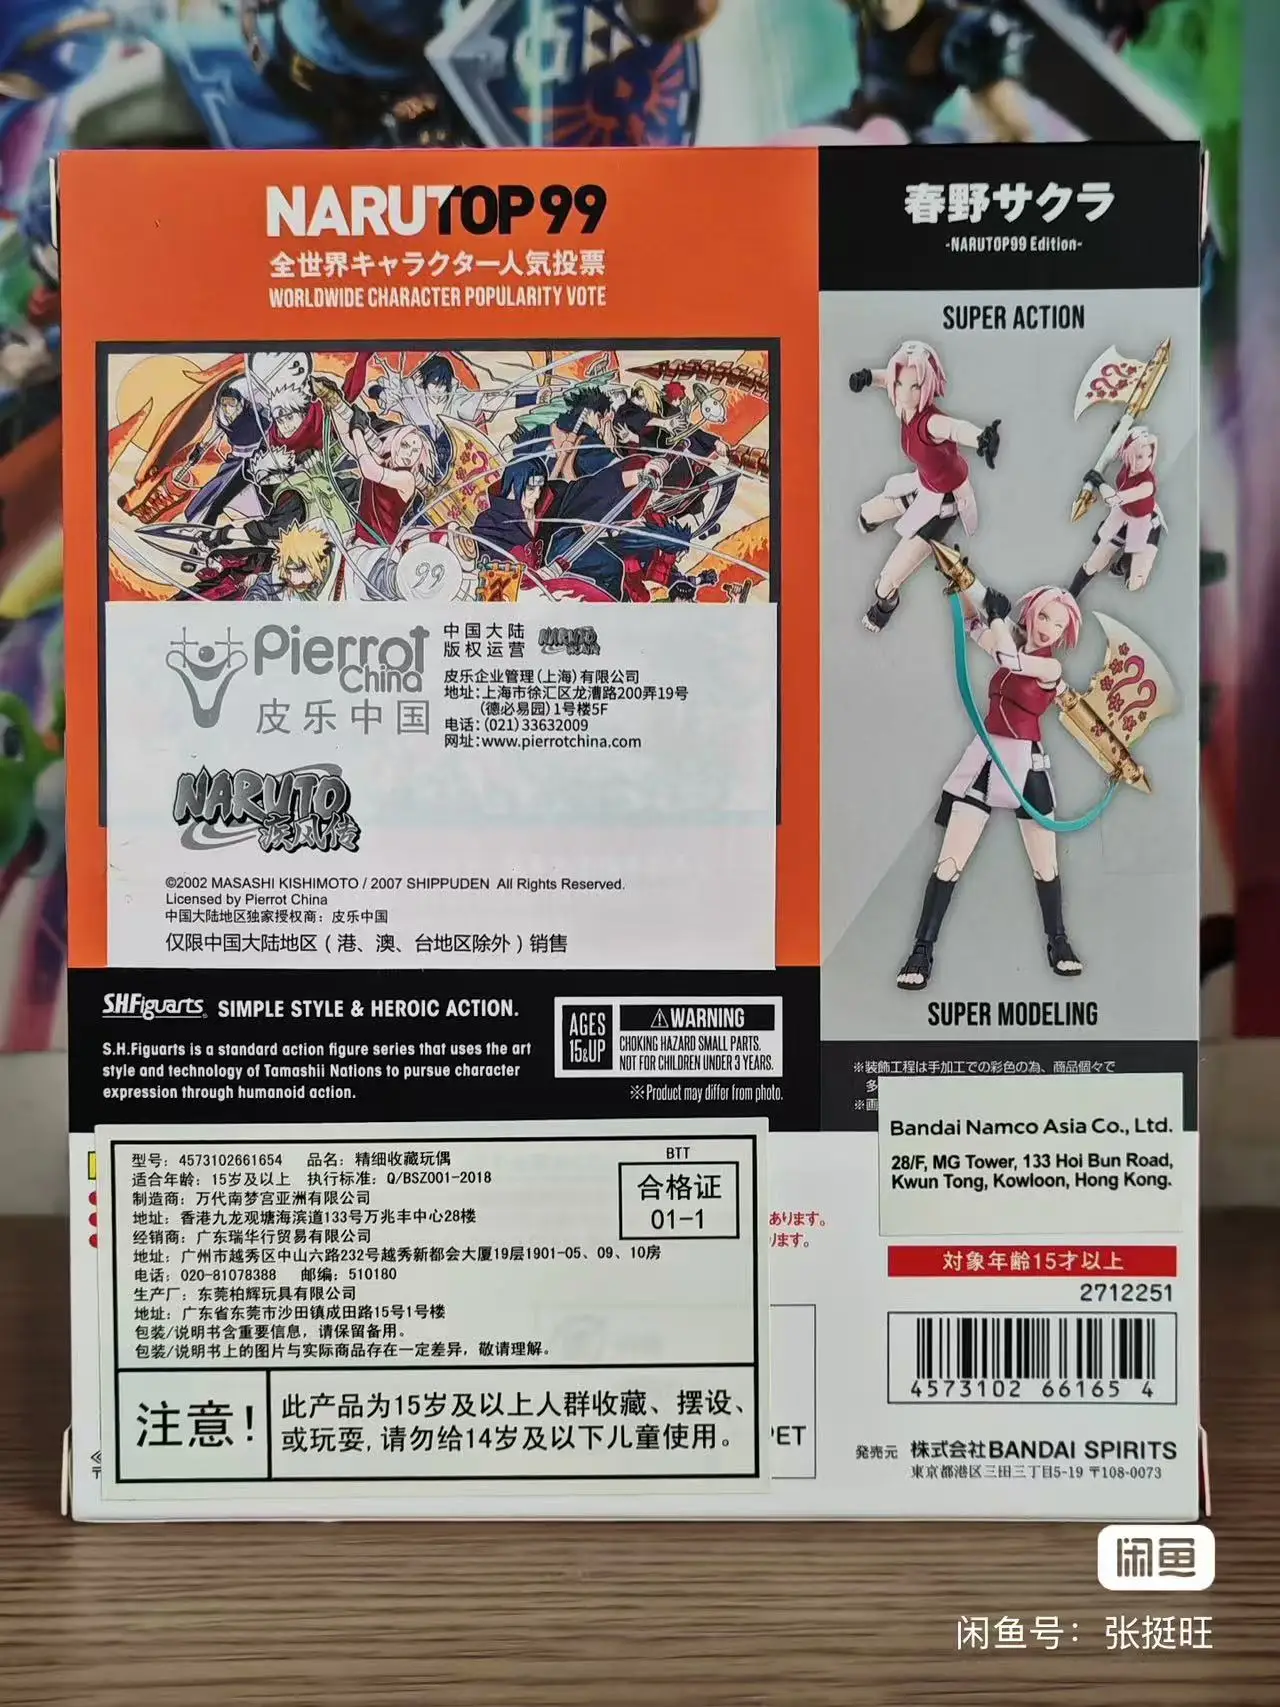 NARUTOP99
全世界キャラクター人気投票
WORLDWIDE CHARACTER POPULARITY VOTE
春野サクラ
-NARUTOP99 Edition-
SUPER ACTION
99
Pierrot
China
皮乐中国
中国大陆
版权运营
NARUTO
疾风传
皮乐企业管理(上海)有限公司
地址:上海市徐汇区龙漕路200弄19号
(德必易园)1号楼5F
电话:(021)33632009
网址:www.pierrotchina.com
NARUTO
疾风传
©2002 MASASHI KISHIMOTO / 2007 SHIPPUDEN All Rights Reserved.
Licensed by Pierrot China
中国大陆地区独家授权商：皮乐中国
仅限中国大陆地区（港、澳、台地区除外）销售
SUPER MODELING
S.H.Figuarts SIMPLE STYLE & HEROIC ACTION.
S.H.Figuarts is a standard action figure series that uses the art
style and technology of Tamashii Nations to pursue character
expression through humanoid action.
AGES
15&UP
⚠WARNING
CHOKING HAZARD SMALL PARTS.
NOT FOR CHILDREN UNDER 3 YEARS.
※Product may differ from photo.
※装飾工程は手加工での彩色の為、商品個々で
多
※画
Bandai Namco Asia Co., Ltd.
28/F, MG Tower, 133 Hoi Bun Road,
Kwun Tong, Kowloon, Hong Kong.
型号：4573102661654 品名：精细收藏玩偶
适合年龄：15岁及以上 执行标准：Q/BSZ001-2018
制造商：万代南梦宫亚洲有限公司
地址：香港九龙观塘海滨道133号万兆丰中心28楼
经销商：广东瑞华行贸易有限公司
地址：广州市越秀区中山六路232号越秀新都会大厦19层1901-05、09、10房
电话：020-81078388 邮编：510180
生产厂：东莞柏辉玩具有限公司
地址：广东省东莞市沙田镇成田路15号1号楼
包装/说明书含重要信息，请保留备用。
包装/说明书上的图片与实际商品存在一定差异，敬请理解。
BTT
合格证
01-1
注意！
此产品为15岁及以上人群收藏、摆设、
或玩耍,请勿给14岁及以下儿童使用。
あります。
ります。
PET
対象年齢15才以上
2712251
4573102 66165 4
発売元 株式会社BANDAI SPIRITS
東京都港区三田三丁目5-19 〒108-0073
闲鱼
闲鱼号：张挺旺